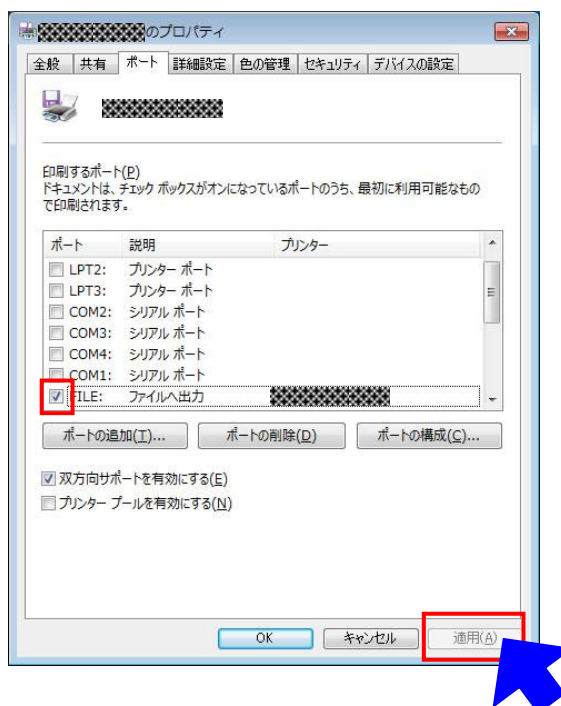 のプロパティ
全般 共有 ポート 詳細設定 色の管理 セキュリティ デバイスの設定
印刷するポート(P)
ドキュメントは、チェック ボックスがオンになっているポートのうち、最初に利用可能なもの
で印刷されます。
ポート 説明 プリンター
LPT2: プリンター ポート
LPT3: プリンター ポート
COM2: シリアル ポート
COM3: シリアル ポート
COM4: シリアル ポート
COM1: シリアル ポート
FILE: ファイルへ出力
ポートの追加(T)... ポートの削除(D) ポートの構成(C)...
双方向サポートを有効にする(E)
プリンター プールを有効にする(N)
OK キャンセル 適用(A)